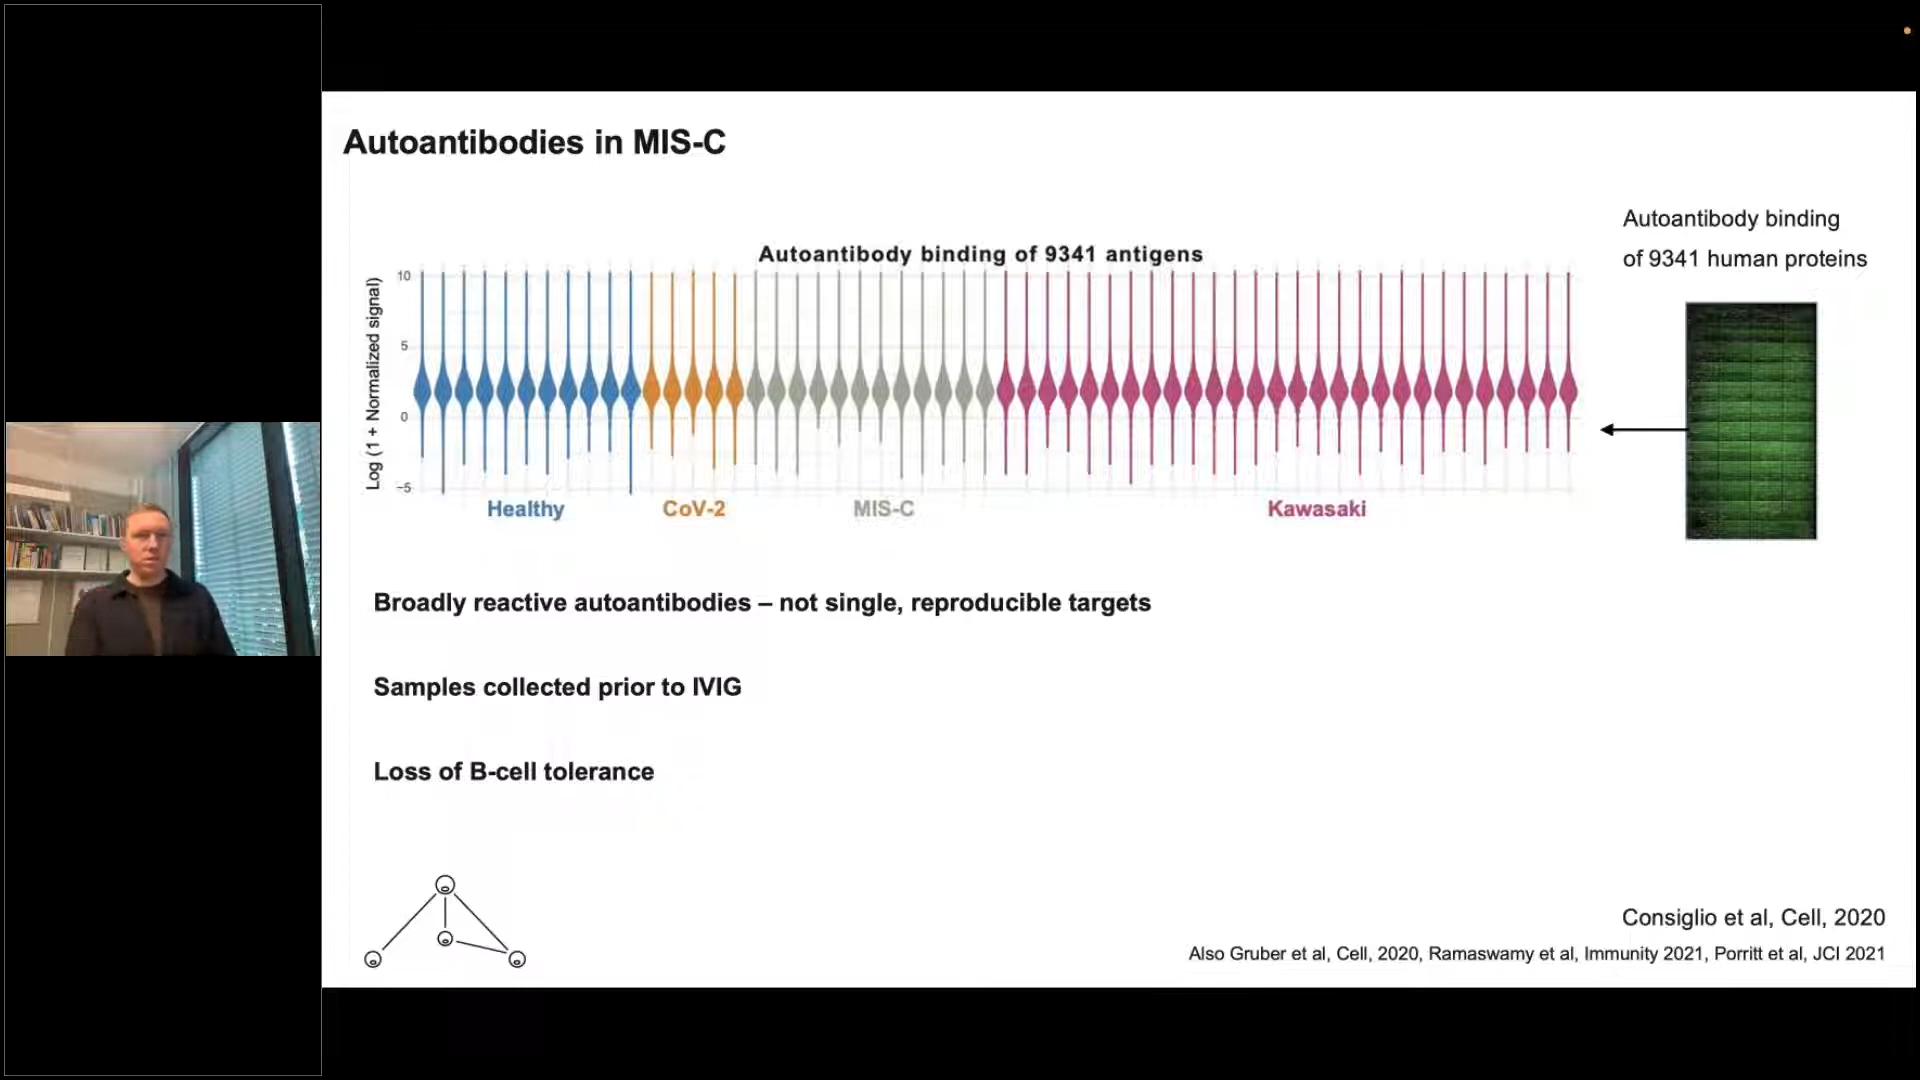 Autoantibodies in MIS-C
Autoantibody binding
of 9341 human proteins
Autoantibody binding of 9341 antigens
Log (1 + Normalized signal)
10
5
0
−5
Healthy
CoV-2
MIS-C
Kawasaki
Broadly reactive autoantibodies – not single, reproducible targets
Samples collected prior to IVIG
Loss of B-cell tolerance
Consiglio et al, Cell, 2020
Also Gruber et al, Cell, 2020, Ramaswamy et al, Immunity 2021, Porritt et al, JCI 2021